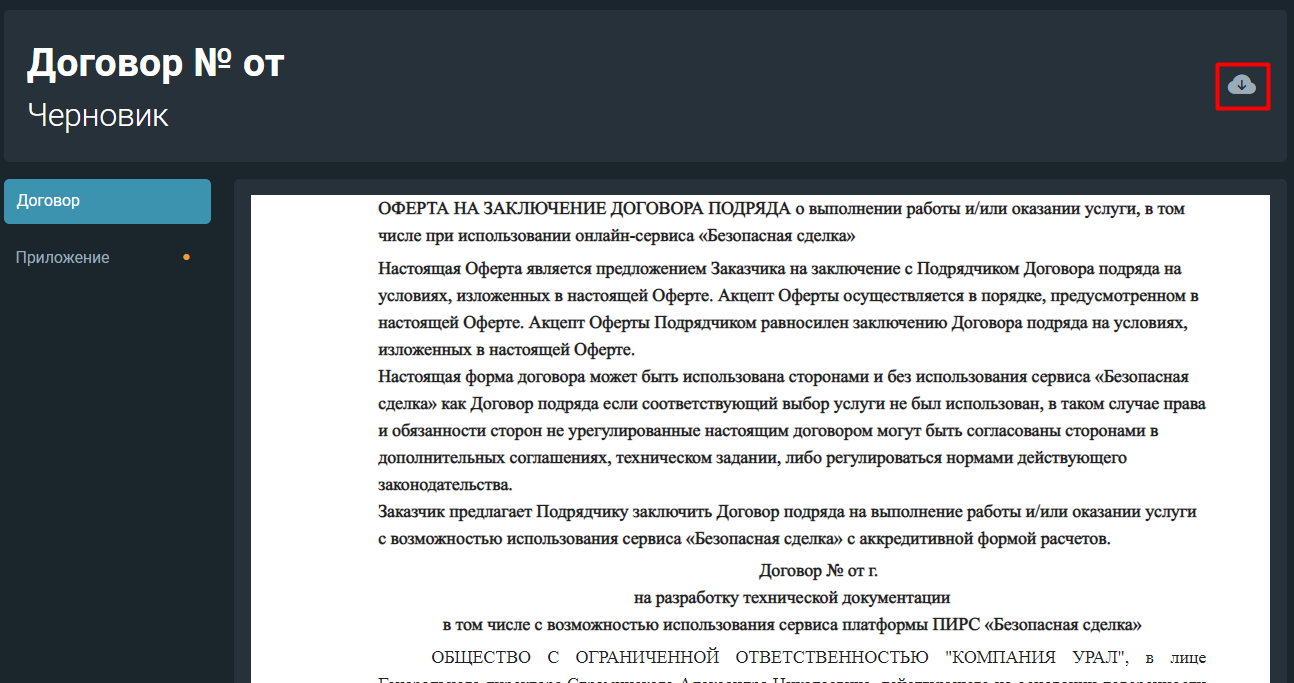 Договор № от
Черновик
Договор
Приложение
ОФЕРТА НА ЗАКЛЮЧЕНИЕ ДОГОВОРА ПОДРЯДА о выполнении работы и/или оказании услуги, в том
числе при использовании онлайн-сервиса «Безопасная сделка»
Настоящая Оферта является предложением Заказчика на заключение с Подрядчиком Договора подряда на
условиях, изложенных в настоящей Оферте. Акцепт Оферты осуществляется в порядке, предусмотренном в
настоящей Оферте. Акцепт Оферты Подрядчиком равносилен заключению Договора подряда на условиях,
изложенных в настоящей Оферте.
Настоящая форма договора может быть использована сторонами и без использования сервиса «Безопасная
сделка» как Договор подряда если соответствующий выбор услуги не был использован, в таком случае права
и обязанности сторон не урегулированные настоящим договором могут быть согласованы сторонами в
дополнительных соглашениях, техническом задании, либо регулироваться нормами действующего
законодательства.
Заказчик предлагает Подрядчику заключить Договор подряда на выполнение работы и/или оказании услуги
с возможностью использования сервиса «Безопасная сделка» с аккредитивной формой расчетов.
Договор № от г.
на разработку технической документации
в том числе с возможностью использования сервиса платформы ПИРС «Безопасная сделка»
ОБЩЕСТВО С ОГРАНИЧЕННОЙ ОТВЕТСТВЕННОСТЬЮ "КОМПАНИЯ УРАЛ", в лице